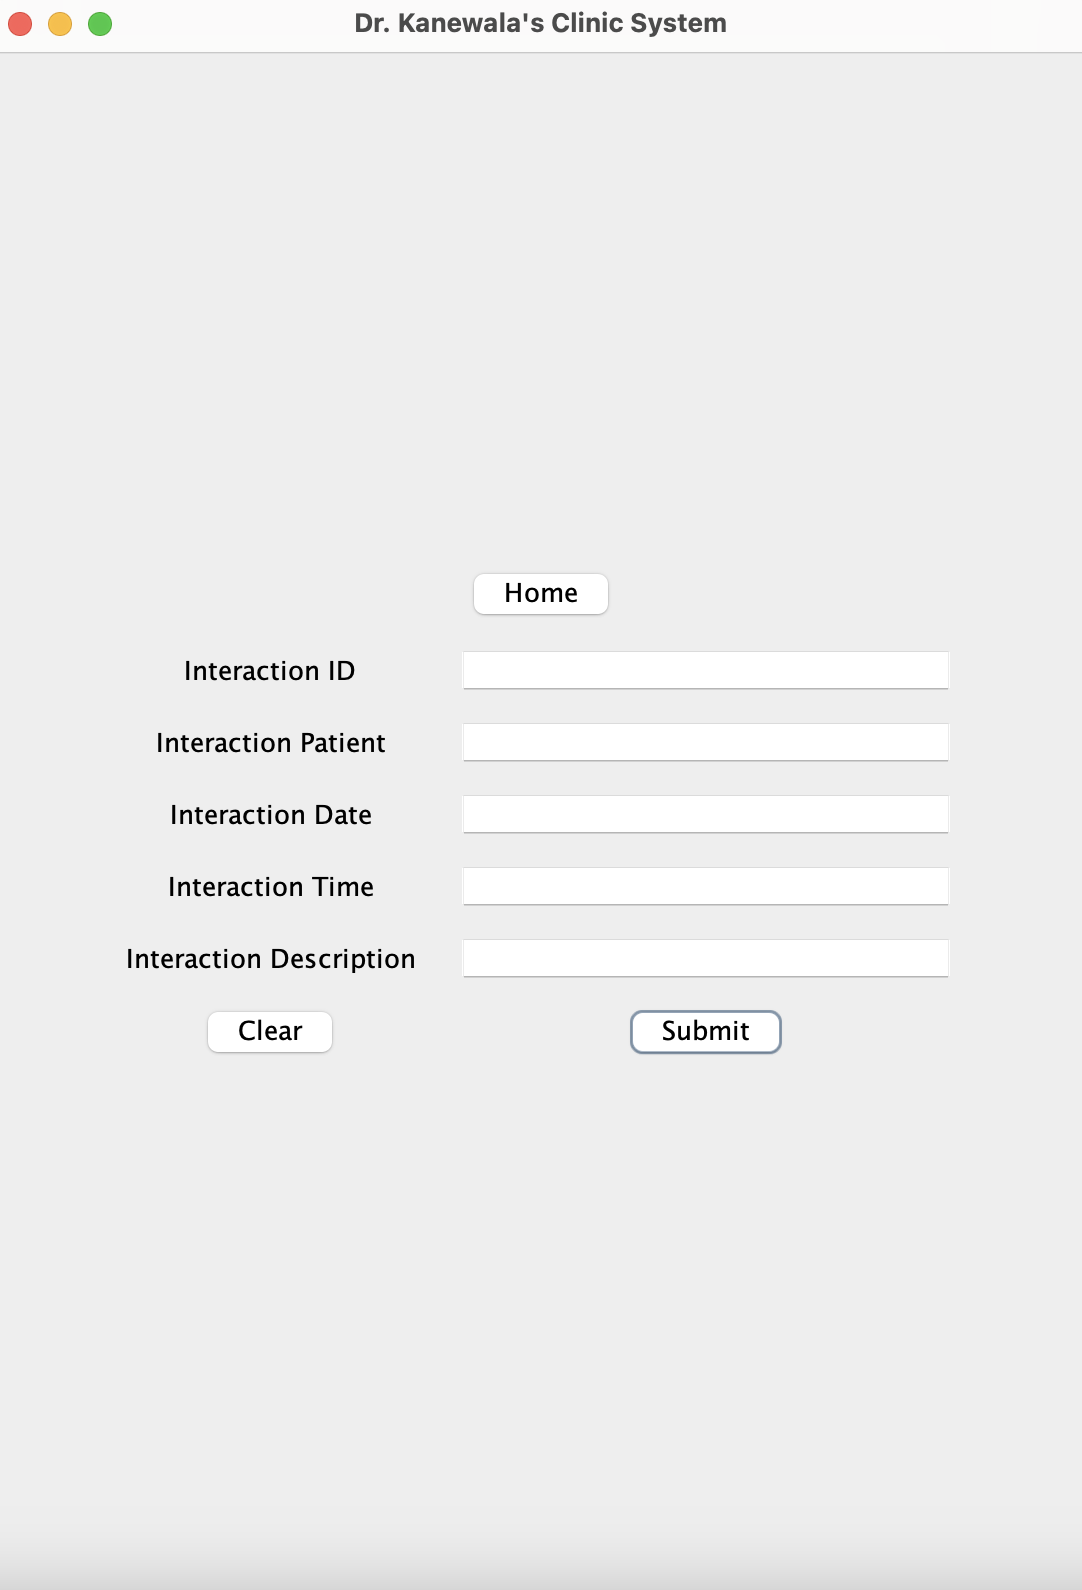 Dr. Kanewala's Clinic System
Home
Interaction ID
Interaction Patient
Interaction Date
Interaction Time
Interaction Description
Clear Submit